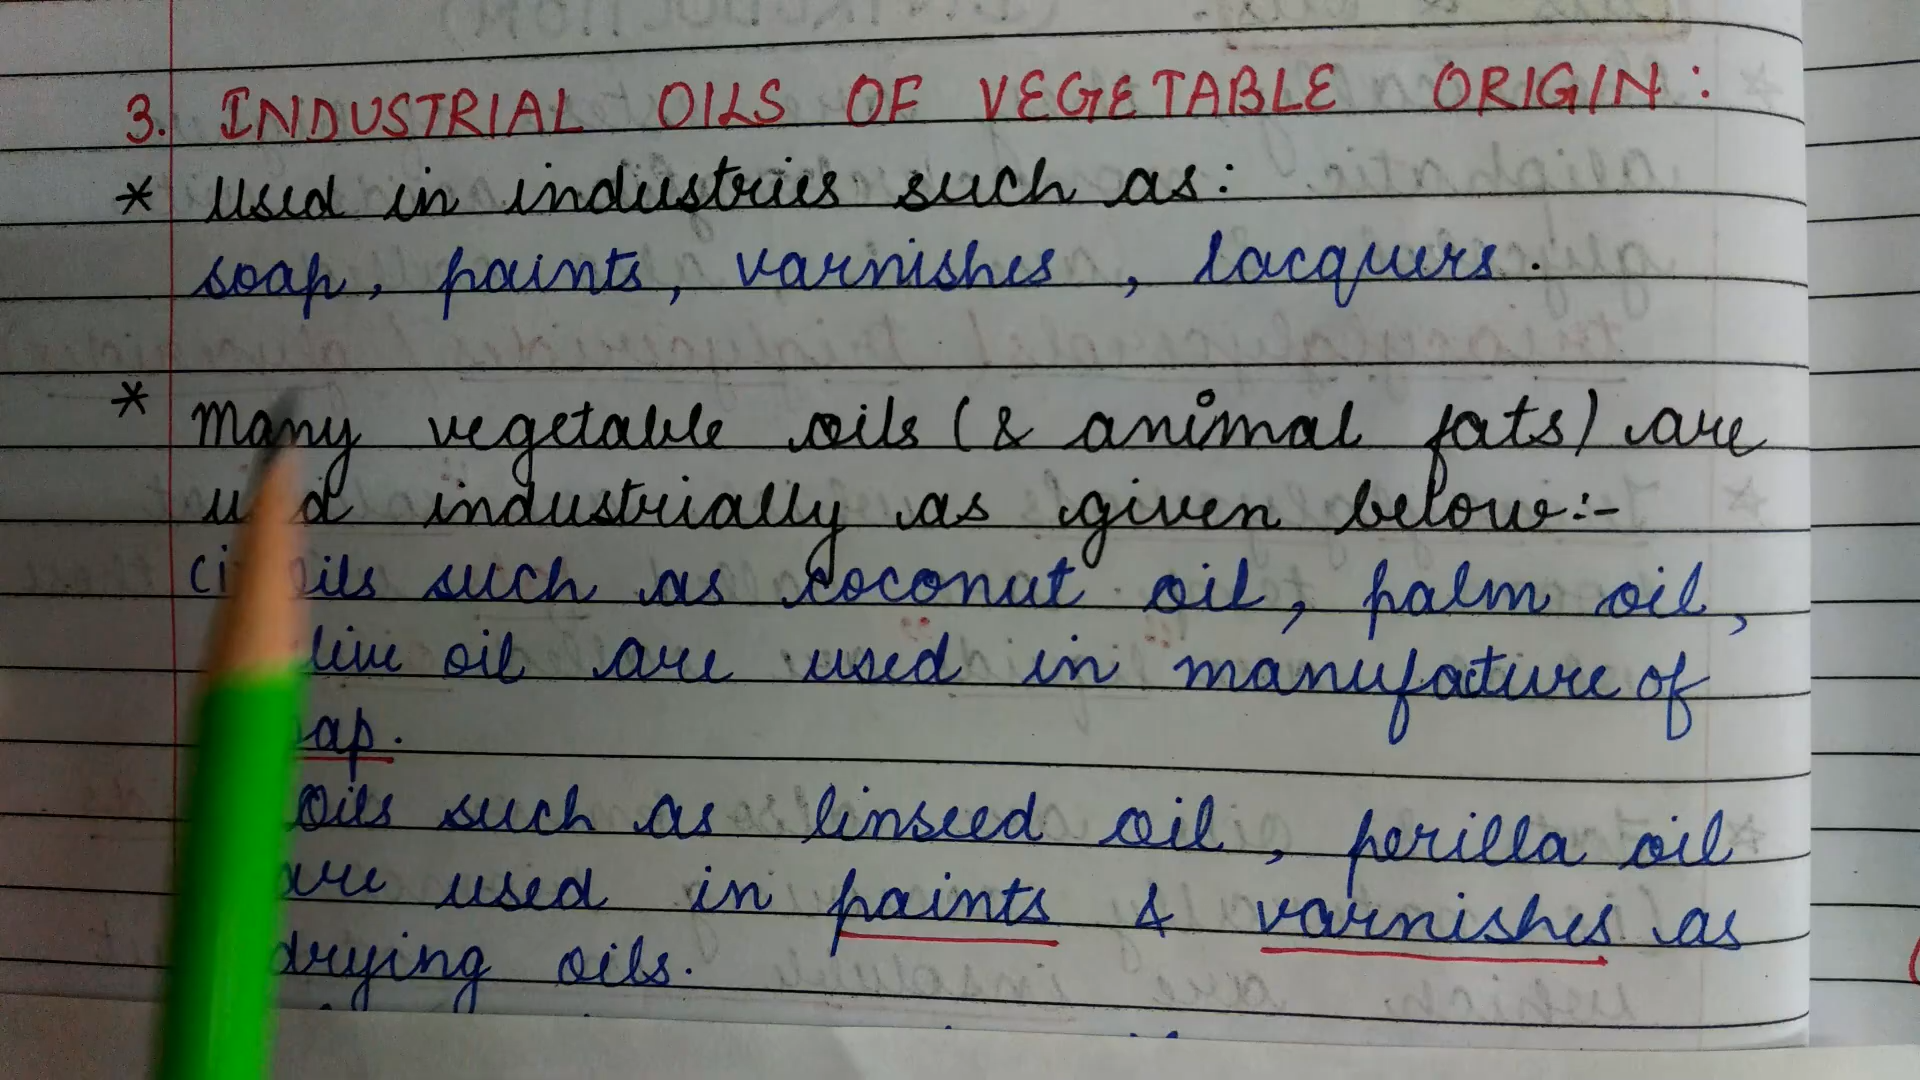 3. INDUSTRIAL OILS OF VEGETABLE ORIGIN:
* Used in industries such as:
soap, paints, varnishes, lacquers.
* Many vegetable oils (& animal fats) are
industrially as given below:-
such as coconut oil, palm oil,
oil are used in manufacture of
oils such as linseed oil, perilla oil
are used in paints & varnishes as
drying oils.